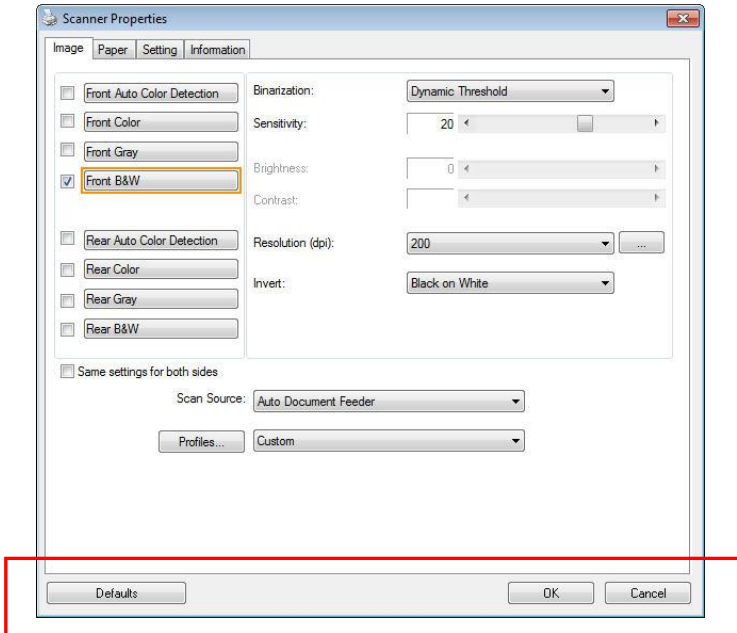 Scanner Properties
Image Paper Setting Information
Front Auto Color Detection
Front Color
Front Gray
Front B&W
Rear Auto Color Detection
Rear Color
Rear Gray
Rear B&W
Binarization: Dynamic Threshold
Sensitivity: 20
Brightness: 0
Contrast:
Resolution (dpi): 200 ...
Invert: Black on White
Same settings for both sides
Scan Source: Auto Document Feeder
Profiles... Custom
Defaults OK Cancel